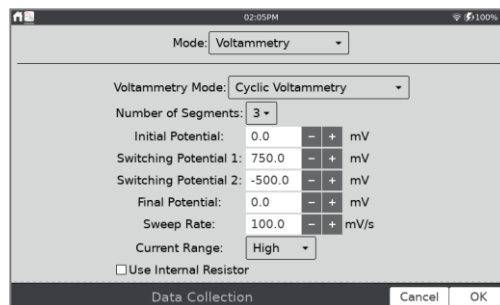 02:05PM 100%
Mode: Voltammetry
Voltammetry Mode: Cyclic Voltammetry
Number of Segments: 3
Initial Potential: 0.0 - + mV
Switching Potential 1: 750.0 - + mV
Switching Potential 2: -500.0 - + mV
Final Potential: 0.0 - + mV
Sweep Rate: 100.0 - + mV/s
Current Range: High
Use Internal Resistor
Data Collection Cancel OK